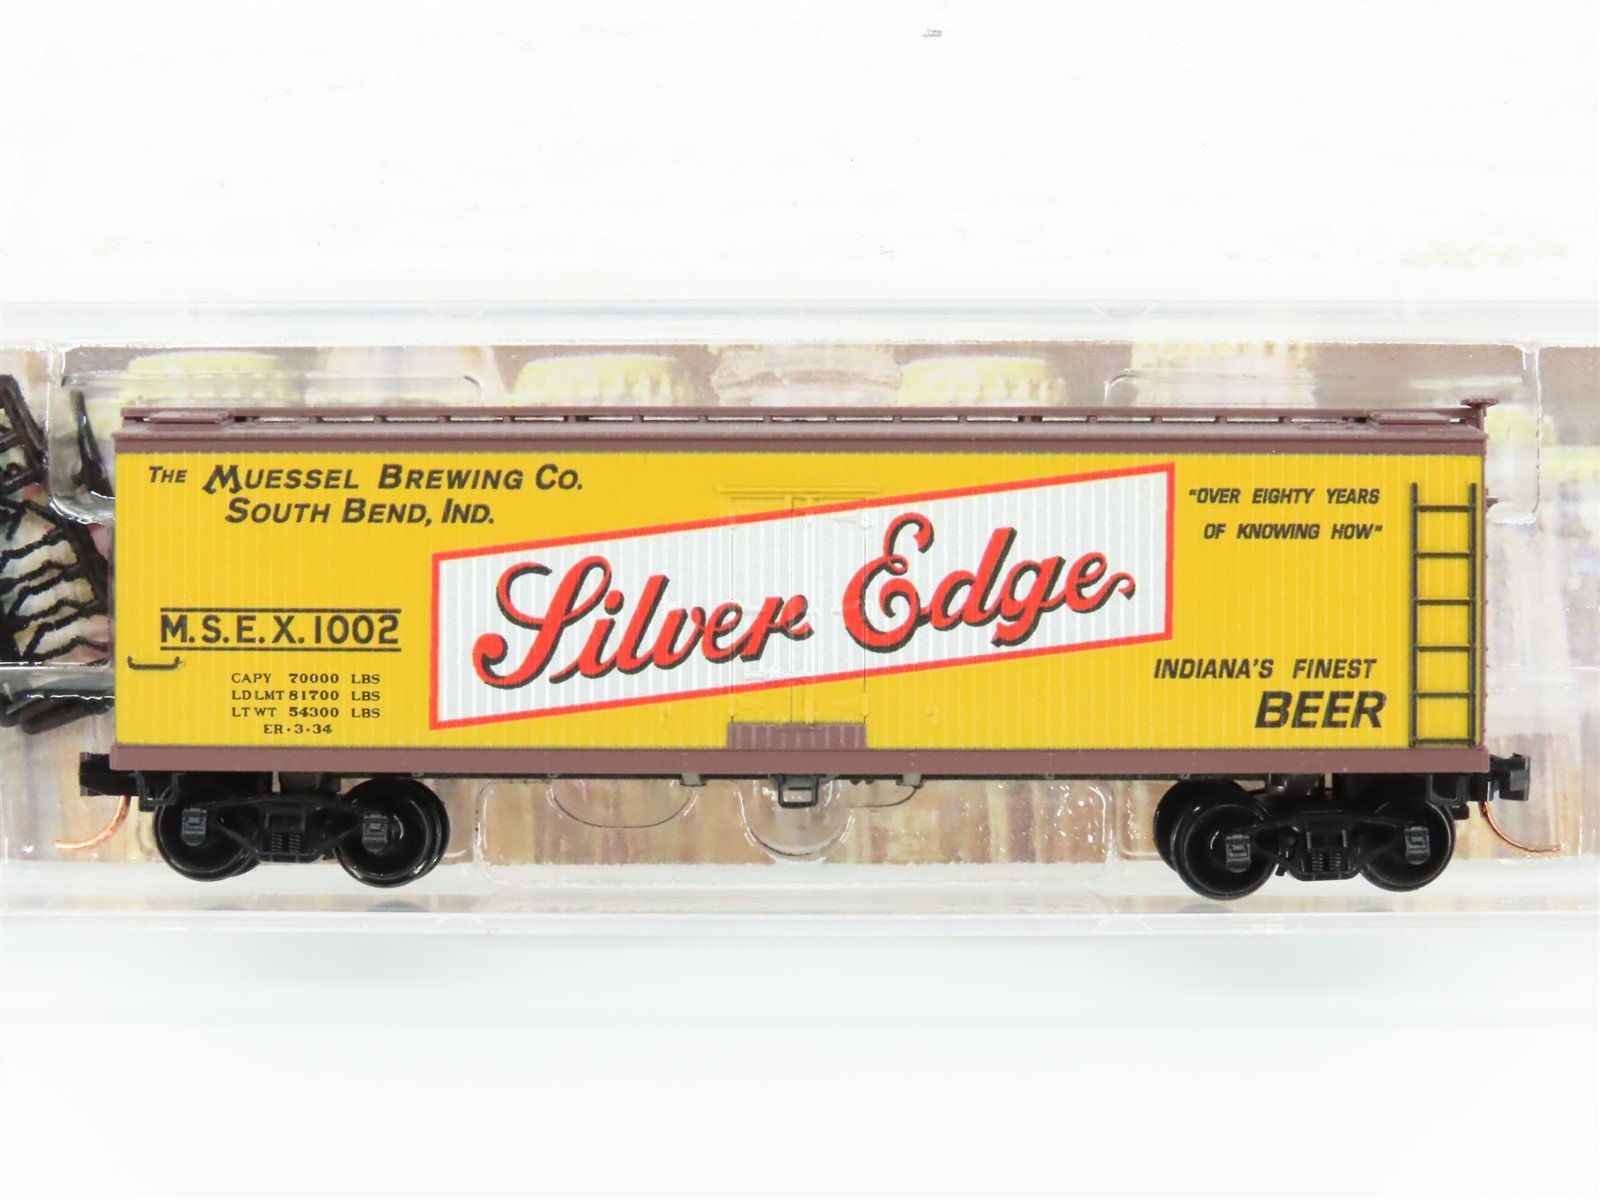 THE MUESSEL BREWING CO.
SOUTH BEND, IND.
M.S.E.X. 1002
CAPY 70000 LBS
LD LMT 81700 LBS
LT WT 54300 LBS
ER·3·34
Silver Edge
"OVER EIGHTY YEARS
OF KNOWING HOW"
INDIANA'S FINEST
BEER